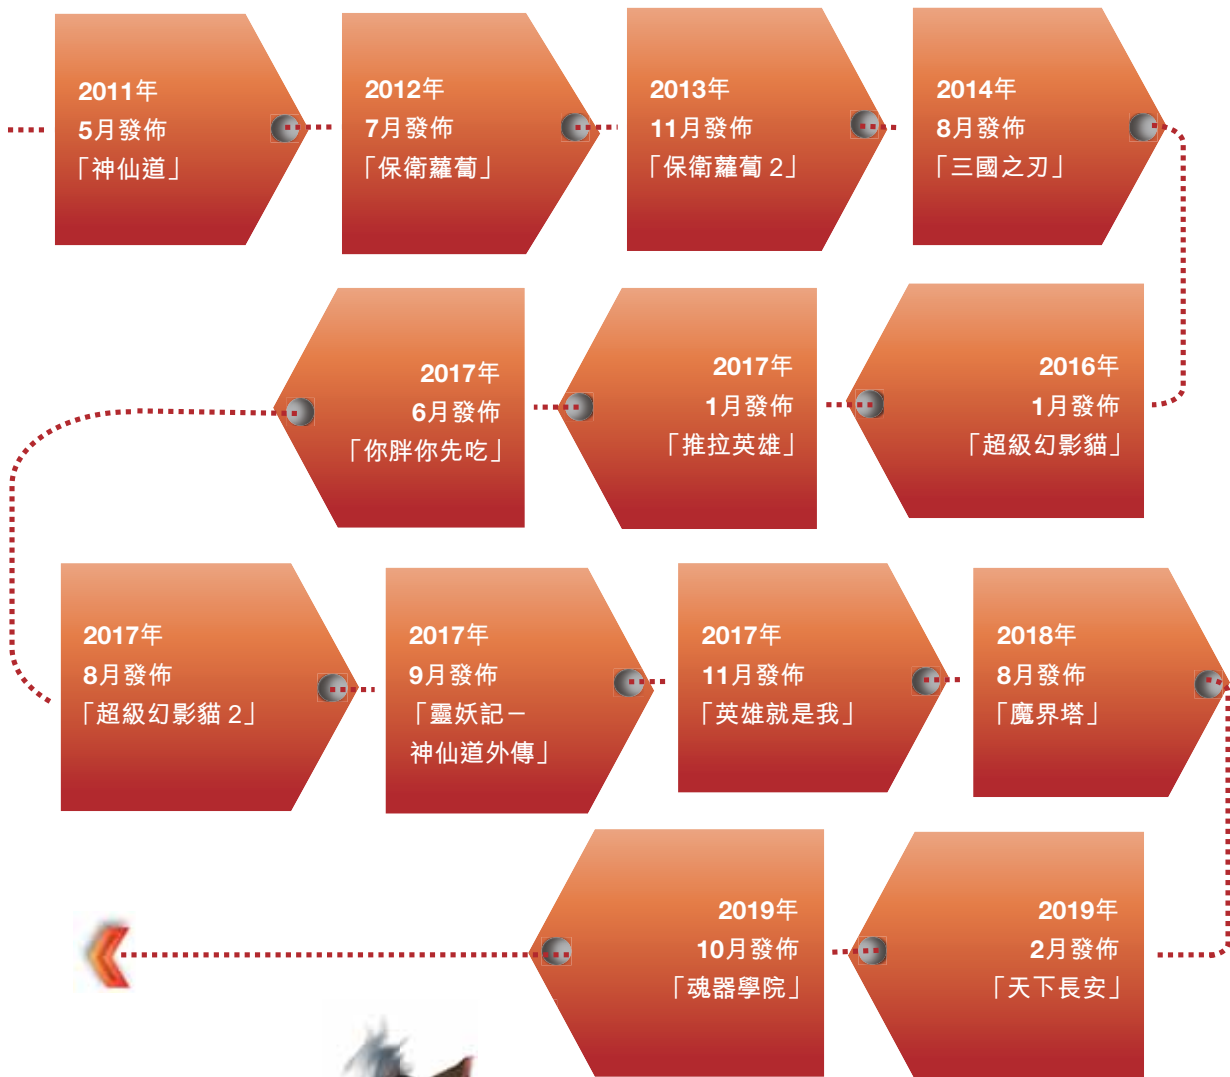 2011年
5月發佈
「神仙道」
2012年
7月發佈
「保衛蘿蔔」
2013年
11月發佈
「保衛蘿蔔 2」
2014年
8月發佈
「三國之刃」
2016年
1月發佈
「超級幻影貓」
2017年
1月發佈
「推拉英雄」
2017年
6月發佈
「你胖你先吃」
2017年
8月發佈
「超級幻影貓 2」
2017年
9月發佈
「靈妖記－
神仙道外傳」
2017年
11月發佈
「英雄就是我」
2018年
8月發佈
「魔界塔」
2019年
2月發佈
「天下長安」
2019年
10月發佈
「魂器學院」